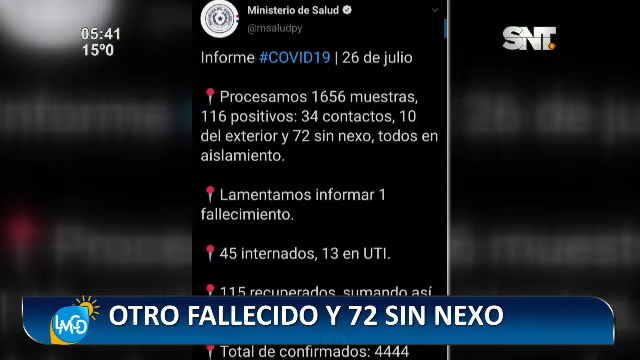 05:41
15⁰0
SNT.
Ministerio de Salud
@msaludpy
Informe #COVID19 | 26 de julio
Procesamos 1656 muestras,
116 positivos: 34 contactos, 10
del exterior y 72 sin nexo, todos en
aislamiento.
Lamentamos informar 1
fallecimiento.
45 internados, 13 en UTI.
115 recuperados, sumando así
LMCD
OTRO FALLECIDO Y 72 SIN NEXO
Total de confirmados: 4444